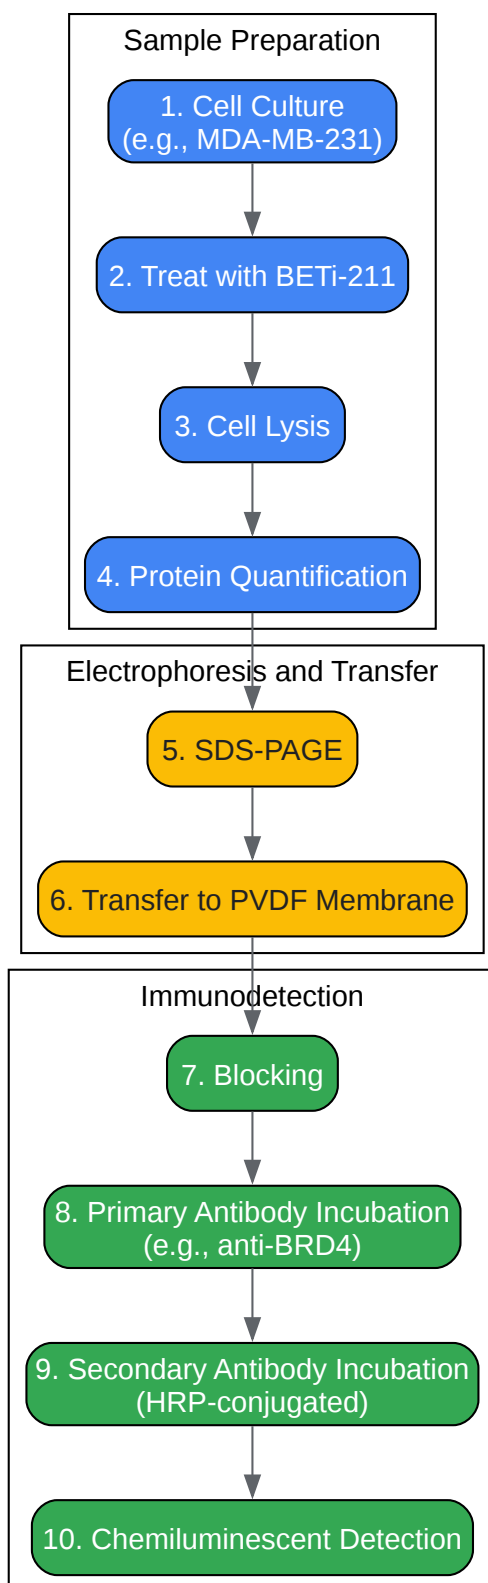 Sample Preparation
1. Cell Culture
(e.g., MDA-MB-231)
2. Treat with BETi-211
3. Cell Lysis
4. Protein Quantification
Electrophoresis and Transfer
5. SDS-PAGE
6. Transfer to PVDF Membrane
Immunodetection
7. Blocking
8. Primary Antibody Incubation
(e.g., anti-BRD4)
9. Secondary Antibody Incubation
(HRP-conjugated)
10. Chemiluminescent Detection